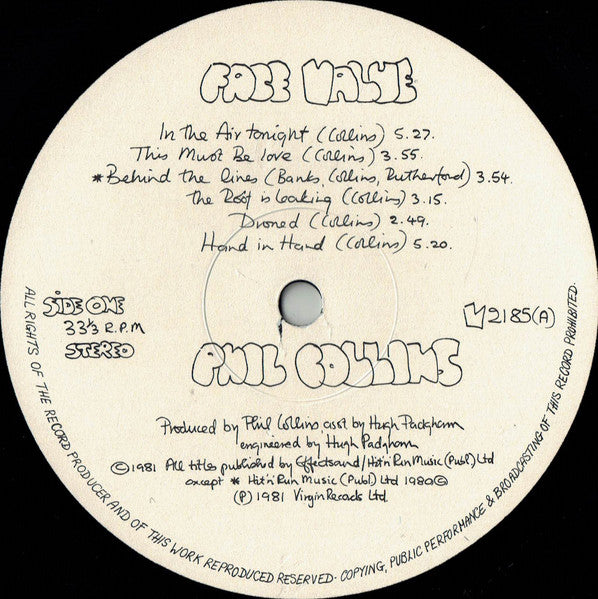 FACE VALUE
In the Air tonight (Collins) 5.27.
This Must Be love (Collins) 3.55.
*Behind the lines (Banks, Collins, Rutherford) 3.54.
the Roof is leaking (Collins) 3.15.
Droned (Collins) 2.49.
Hand in Hand (Collins) 5.20.
SIDE ONE
33⅓ R.P.M
STEREO
V2185(A)
PHIL COLLINS
Produced by Phil Collins, asst by Hugh Padgham
engineered by Hugh Padgham
©1981 All titles published by Effectsound/Hit'n'Run Music (Publ) Ltd
except * Hit'n'Run Music (Publ) Ltd 1980©
(P) 1981 Virgin Records Ltd.
ALL RIGHTS OF THE RECORD PRODUCER AND OF THIS WORK REPRODUCED RESERVED· COPYING, PUBLIC PERFORMANCE & BROADCASTING OF THIS RECORD PROHIBITED.